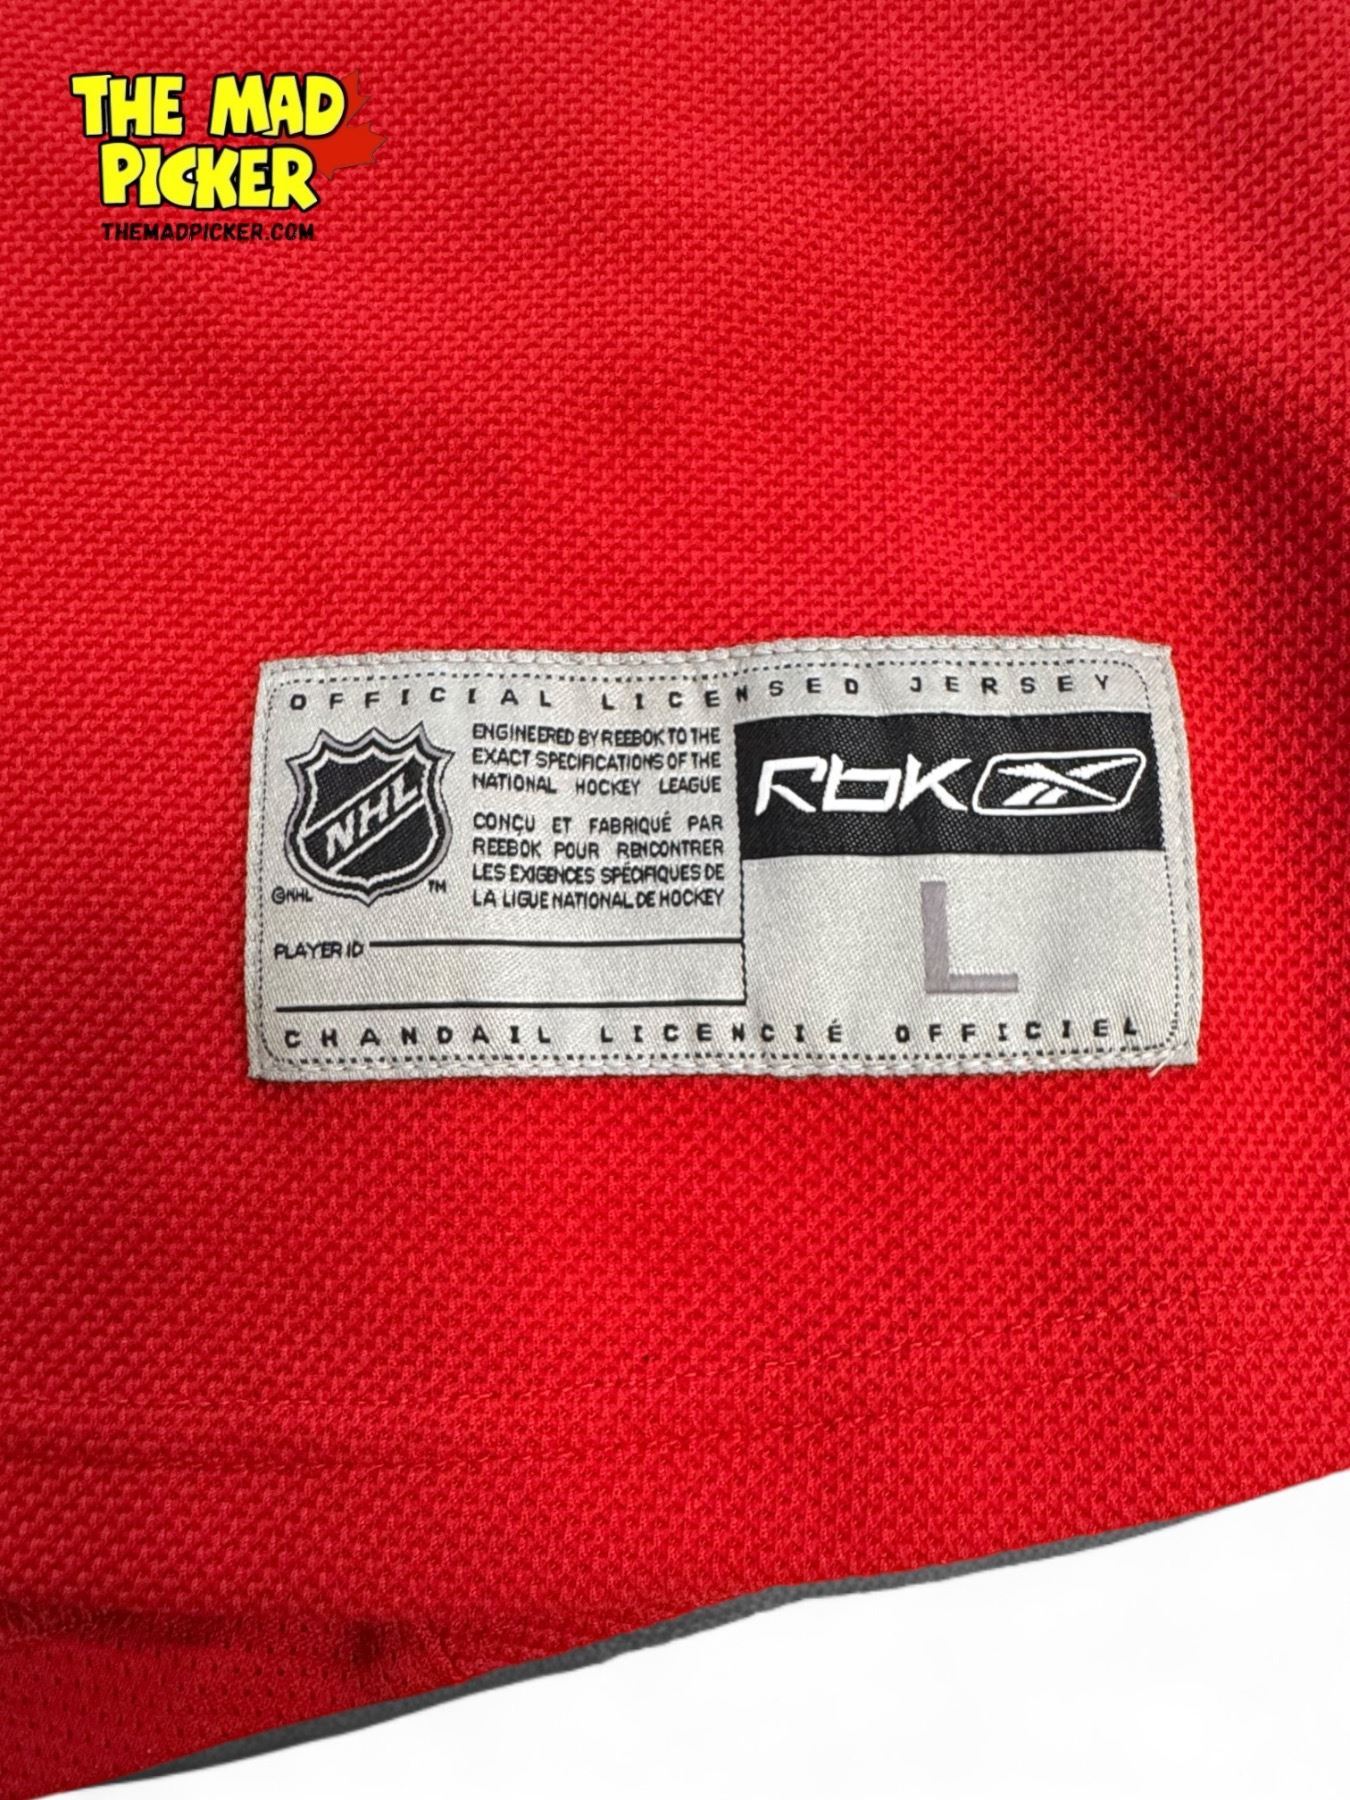 THE MAD
PICKER
THEMADPICKER.COM
OFFICIAL LICENSED JERSEY
NHL
©NHL
TM
ENGINEERED BY REEBOK TO THE
EXACT SPECIFICATIONS OF THE
NATIONAL HOCKEY LEAGUE
CONÇU ET FABRIQUÉ PAR
REEBOK POUR RENCONTRER
LES EXIGENCES SPÉCIFIQUES DE
LA LIGUE NATIONAL DE HOCKEY
PLAYER ID
RbK
L
CHANDAIL LICENCIÉ OFFICIEL